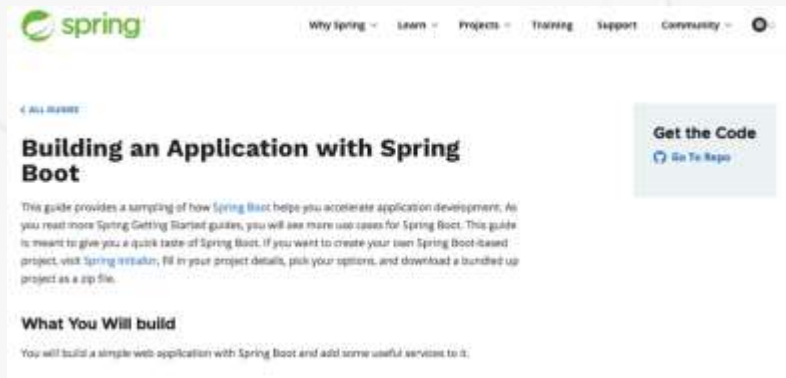 spring
Why Spring Learn Projects Training Support Community
< ALL GUIDES
Building an Application with Spring
Boot
Get the Code
Go To Repo
This guide provides a sampling of how Spring Boot helps you accelerate application development. As
you read more Spring Getting Started guides, you will see more use cases for Spring Boot. This guide
is meant to give you a quick taste of Spring Boot. If you want to create your own Spring Boot-based
project, visit Spring Initializr, fill in your project details, pick your options, and download a bundled up
project as a zip file.
What You Will build
You will build a simple web application with Spring Boot and add some useful services to it.